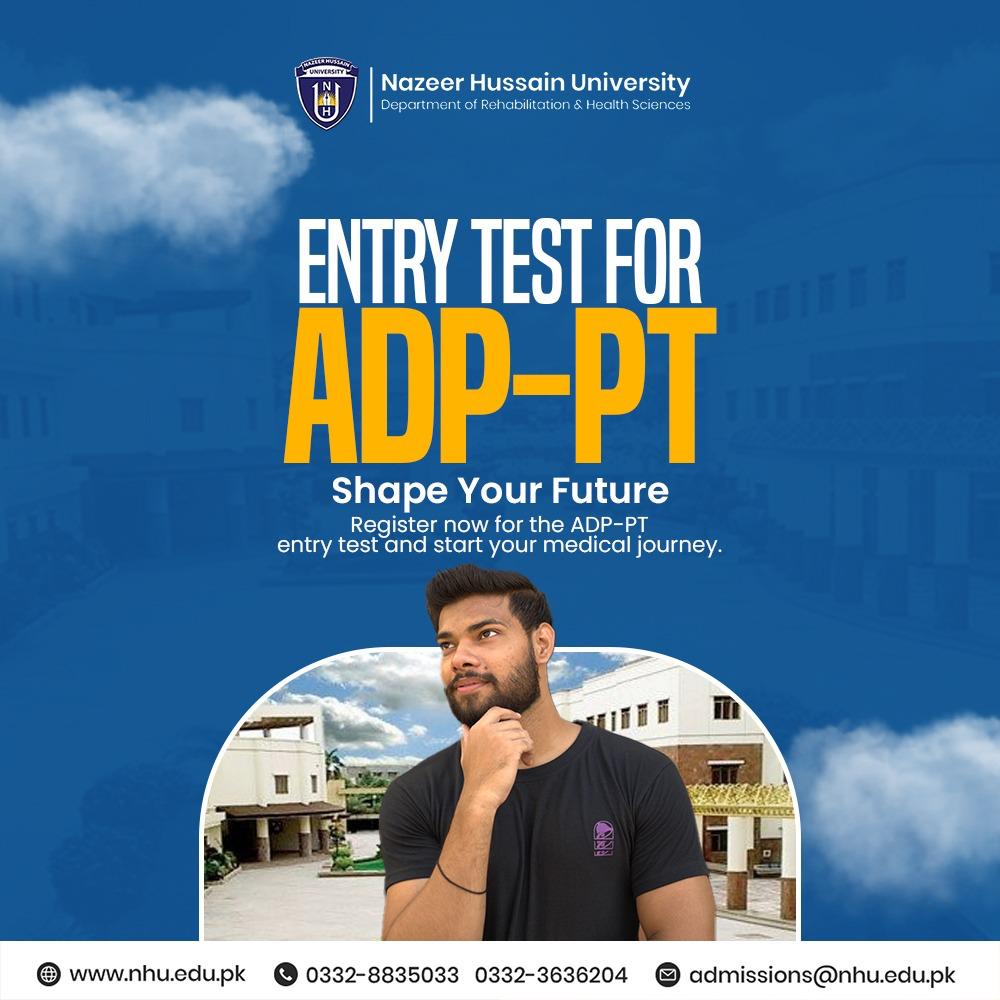 NAZEER HUSSAIN
UNIVERSITY
N
U
H
Nazeer Hussain University
Department of Rehabilitation & Health Sciences
ENTRY TEST FOR
ADP-PT
Shape Your Future
Register now for the ADP-PT
entry test and start your medical journey.
www.nhu.edu.pk 0332-8835033 0332-3636204 admissions@nhu.edu.pk